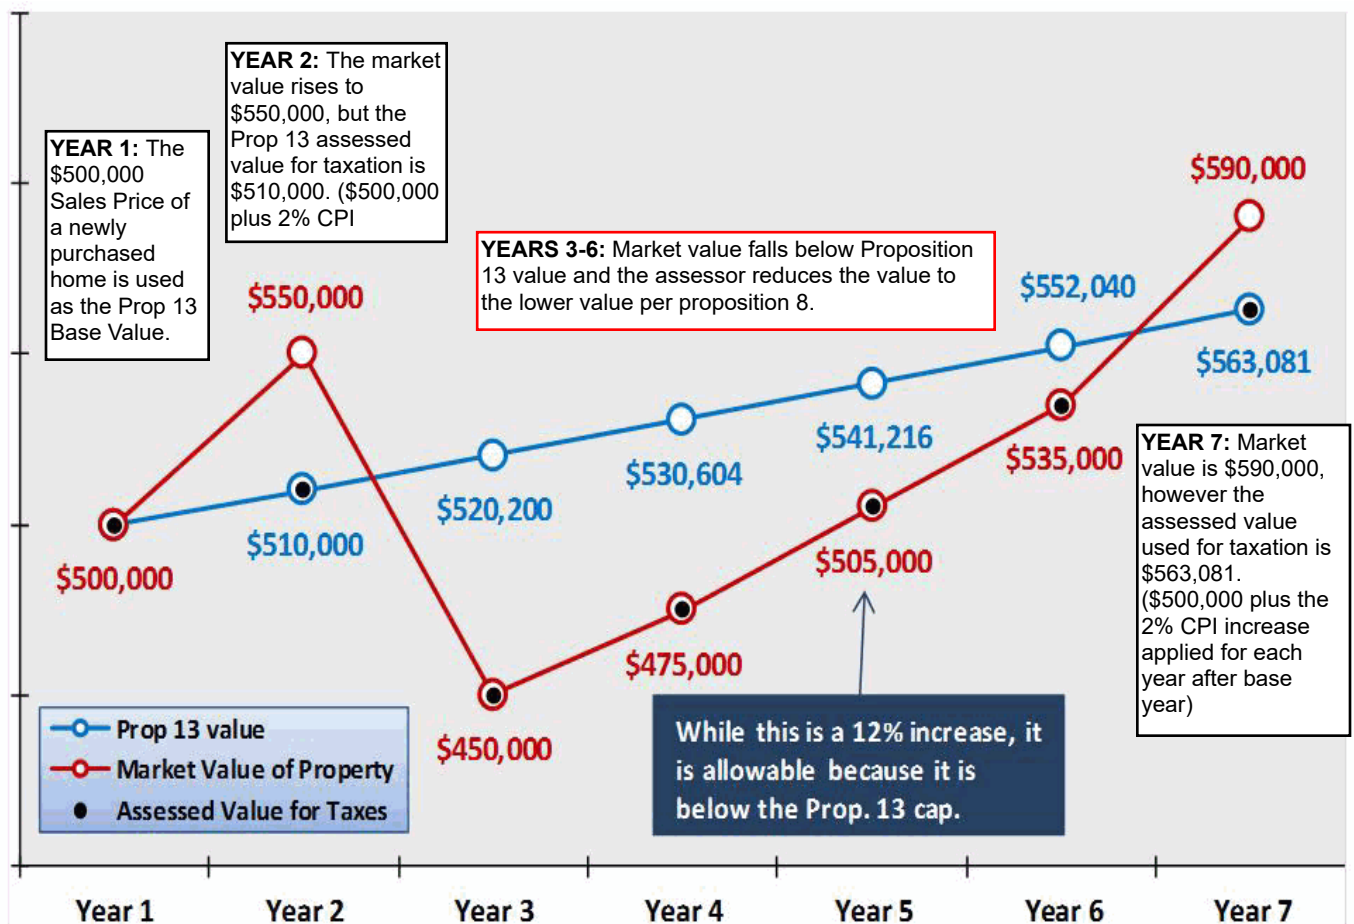 YEAR 1: The
$500,000
Sales Price of
a newly
purchased
home is used
as the Prop 13
Base Value.
YEAR 2: The market
value rises to
$550,000, but the
Prop 13 assessed
value for taxation is
$510,000. ($500,000
plus 2% CPI
YEARS 3-6: Market value falls below Proposition
13 value and the assessor reduces the value to
the lower value per proposition 8.
$590,000
$550,000
$552,040
$563,081
$541,216
$530,604
$520,200
$510,000
$500,000
$535,000
$505,000
$475,000
$450,000
YEAR 7: Market
value is $590,000,
however the
assessed value
used for taxation is
$563,081.
($500,000 plus the
2% CPI increase
applied for each
year after base
year)
While this is a 12% increase, it
is allowable because it is
below the Prop. 13 cap.
Prop 13 value
Market Value of Property
Assessed Value for Taxes
Year 1 Year 2 Year 3 Year 4 Year 5 Year 6 Year 7